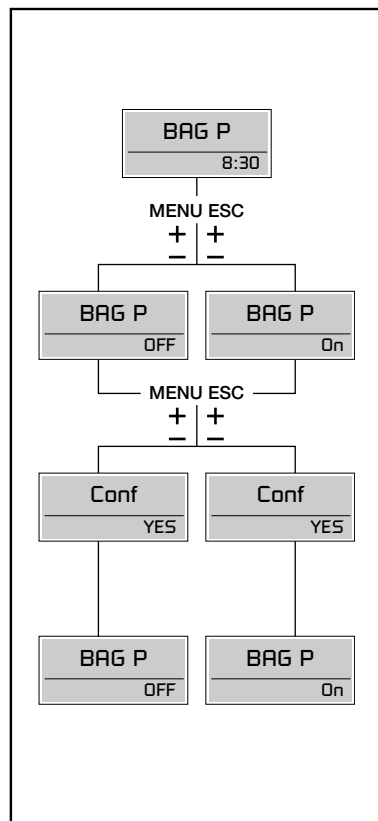 BAG P
8:30
MENU ESC
+ +
– –
BAG P BAG P
OFF On
MENU ESC
+ +
– –
Conf Conf
YES YES
BAG P BAG P
OFF On